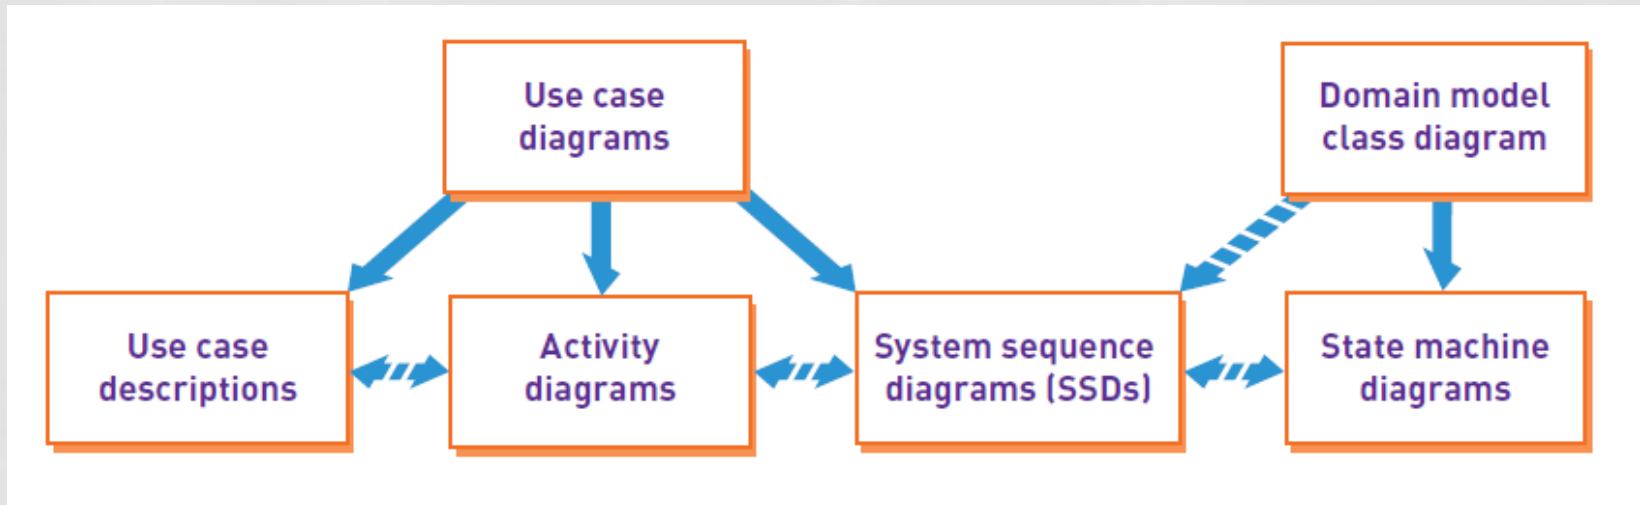 Use case
diagrams
Domain model
class diagram
Use case
descriptions
Activity
diagrams
System sequence
diagrams (SSDs)
State machine
diagrams